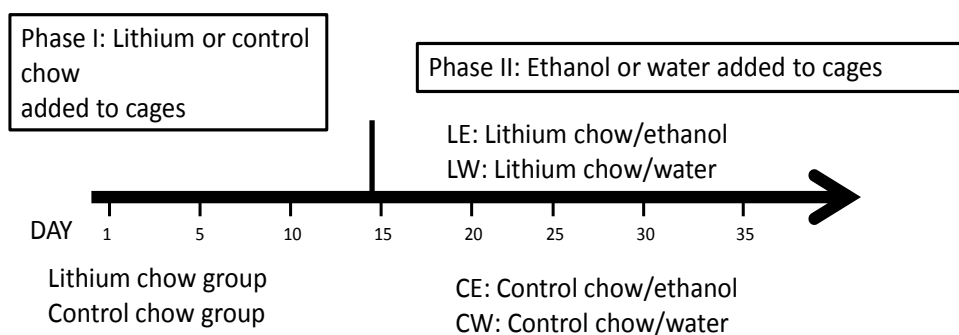 Phase I: Lithium or control
chow
added to cages
Phase II: Ethanol or water added to cages
LE: Lithium chow/ethanol
LW: Lithium chow/water
DAY 1 5 10 15 20 25 30 35
Lithium chow group
Control chow group
CE: Control chow/ethanol
CW: Control chow/water